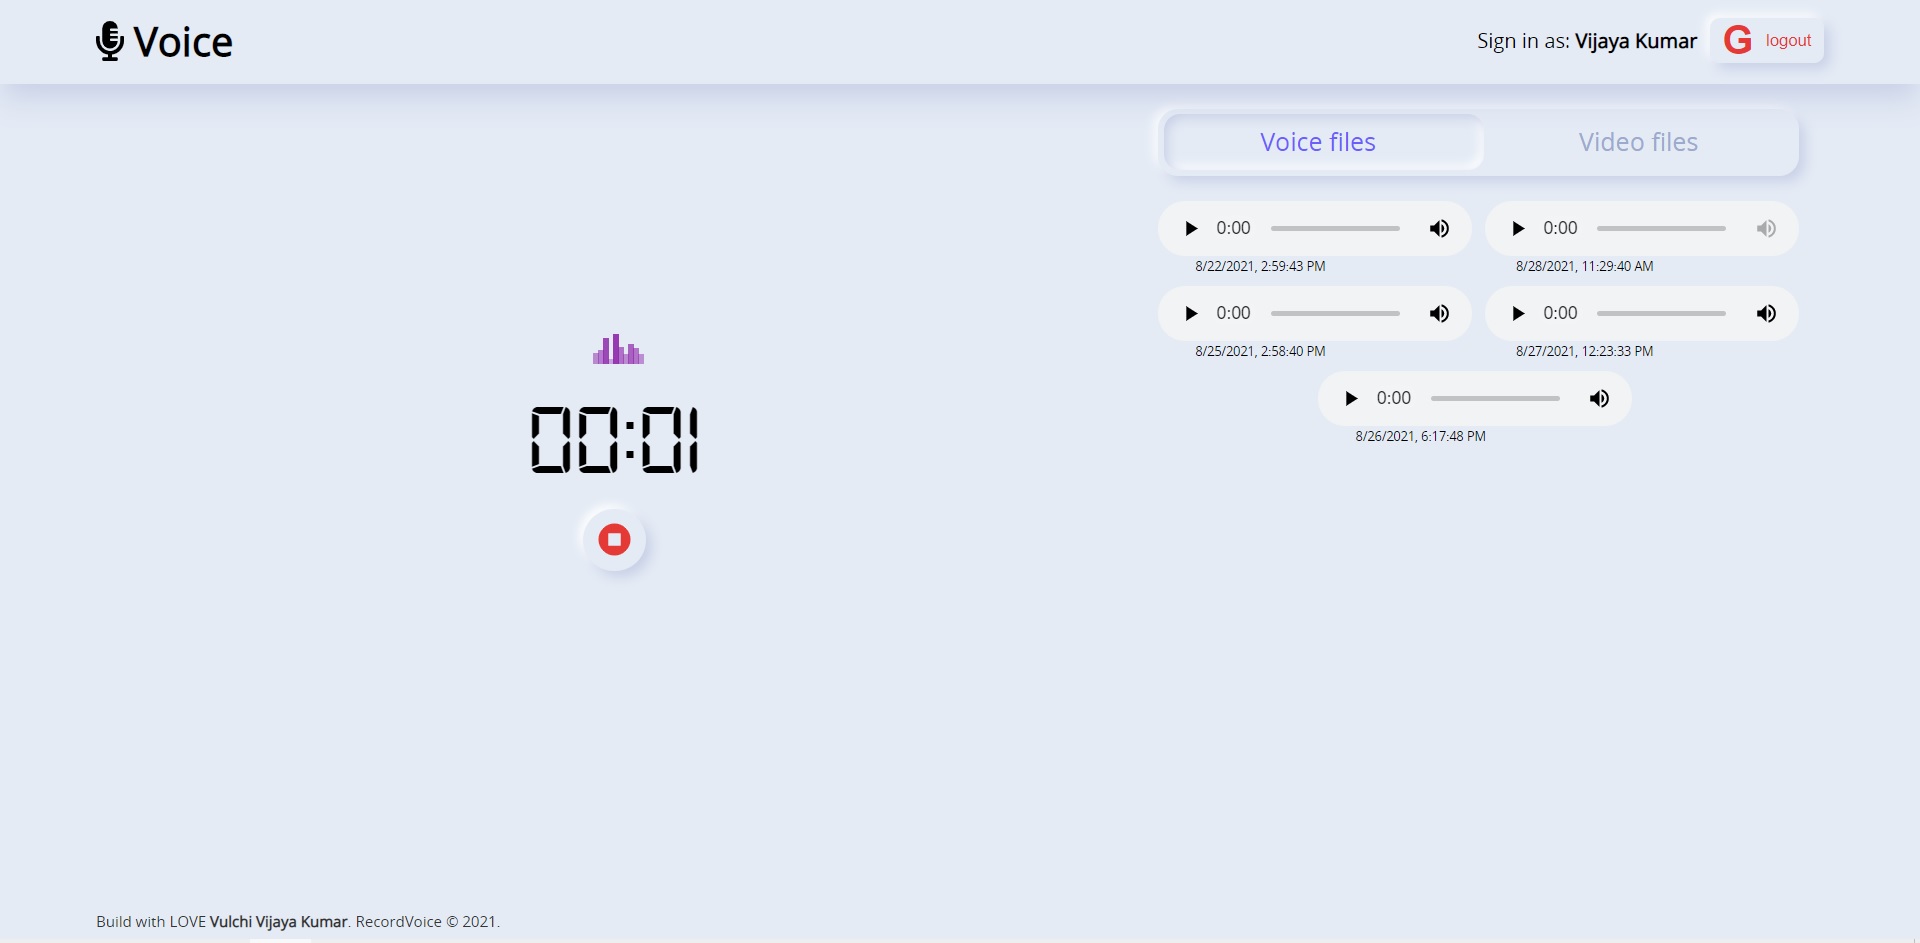 Voice
Sign in as: Vijaya Kumar
G logout
Voice files
Video files
0:00
0:00
8/22/2021, 2:59:43 PM
8/28/2021, 11:29:40 AM
0:00
0:00
8/25/2021, 2:58:40 PM
8/27/2021, 12:23:33 PM
0:00
8/26/2021, 6:17:48 PM
00:01
Build with LOVE Vulchi Vijaya Kumar. RecordVoice © 2021.